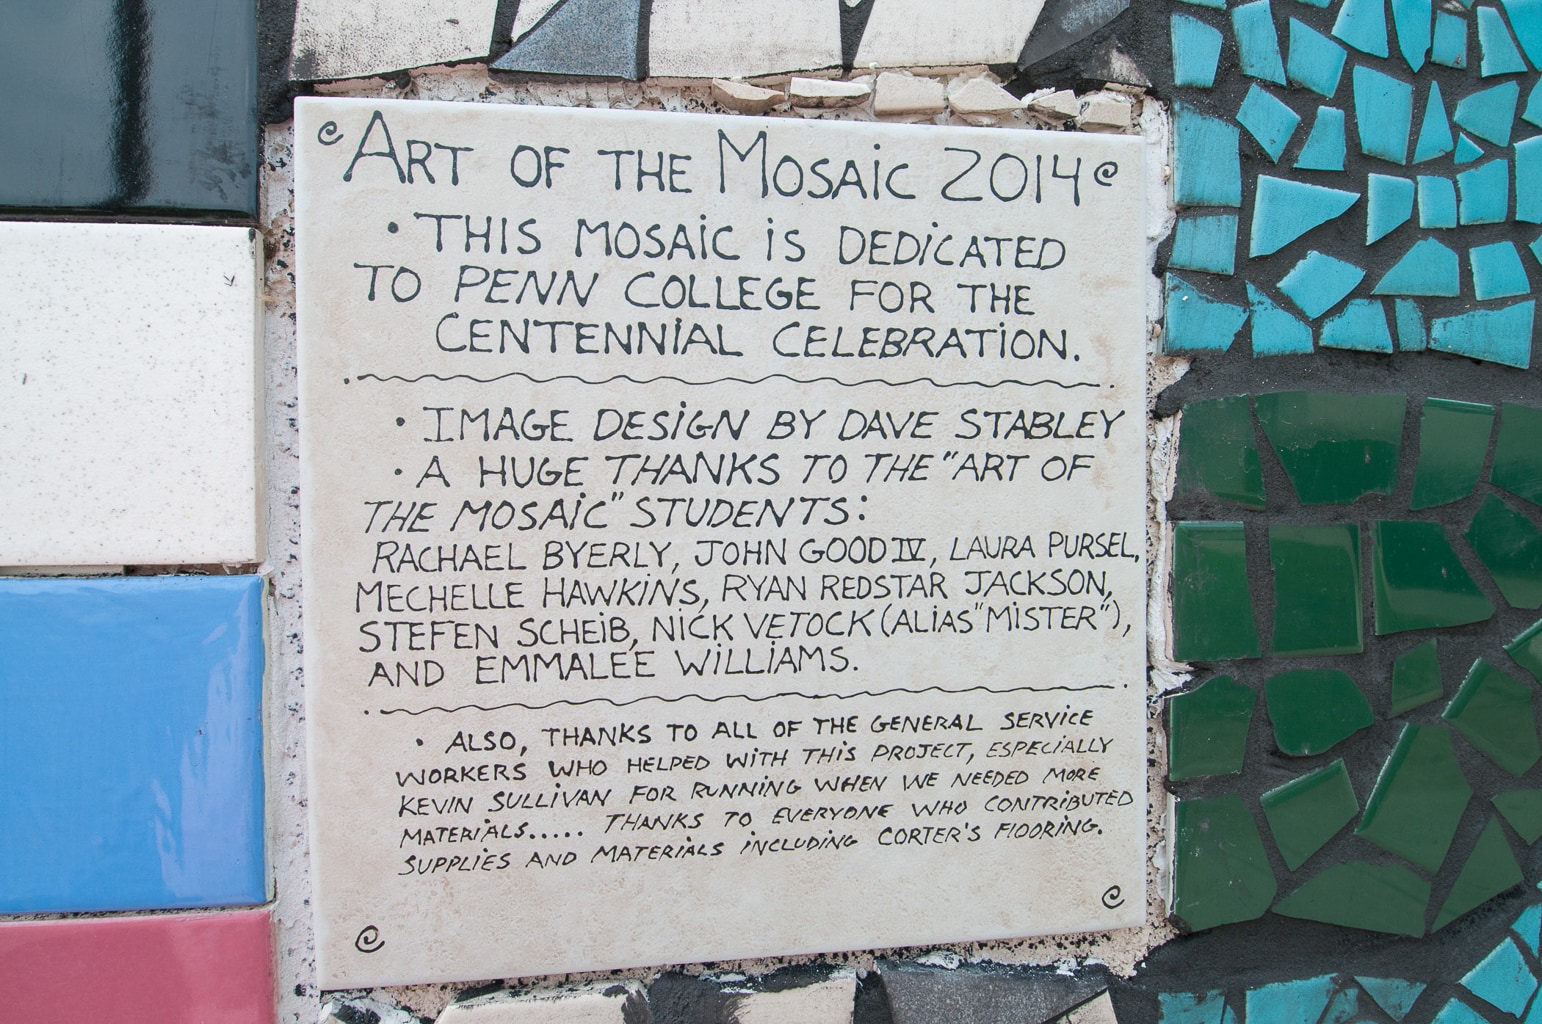 ART OF THE MOSAIC 2014
• THIS MOSAIC IS DEDICATED
TO PENN COLLEGE FOR THE
CENTENNIAL CELEBRATION.
• IMAGE DESIGN BY DAVE STABLEY
• A HUGE THANKS TO THE "ART OF
THE MOSAIC" STUDENTS:
RACHAEL BYERLY, JOHN GOOD IV, LAURA PURSEL,
MECHELLE HAWKINS, RYAN REDSTAR JACKSON,
STEFEN SCHEIB, NICK VETOCK (ALIAS "MISTER"),
AND EMMALEE WILLIAMS.
• ALSO, THANKS TO ALL OF THE GENERAL SERVICE
WORKERS WHO HELPED WITH THIS PROJECT, ESPECIALLY
KEVIN SULLIVAN FOR RUNNING WHEN WE NEEDED MORE
MATERIALS..... THANKS TO EVERYONE WHO CONTRIBUTED
SUPPLIES AND MATERIALS INCLUDING CORTER'S FLOORING.